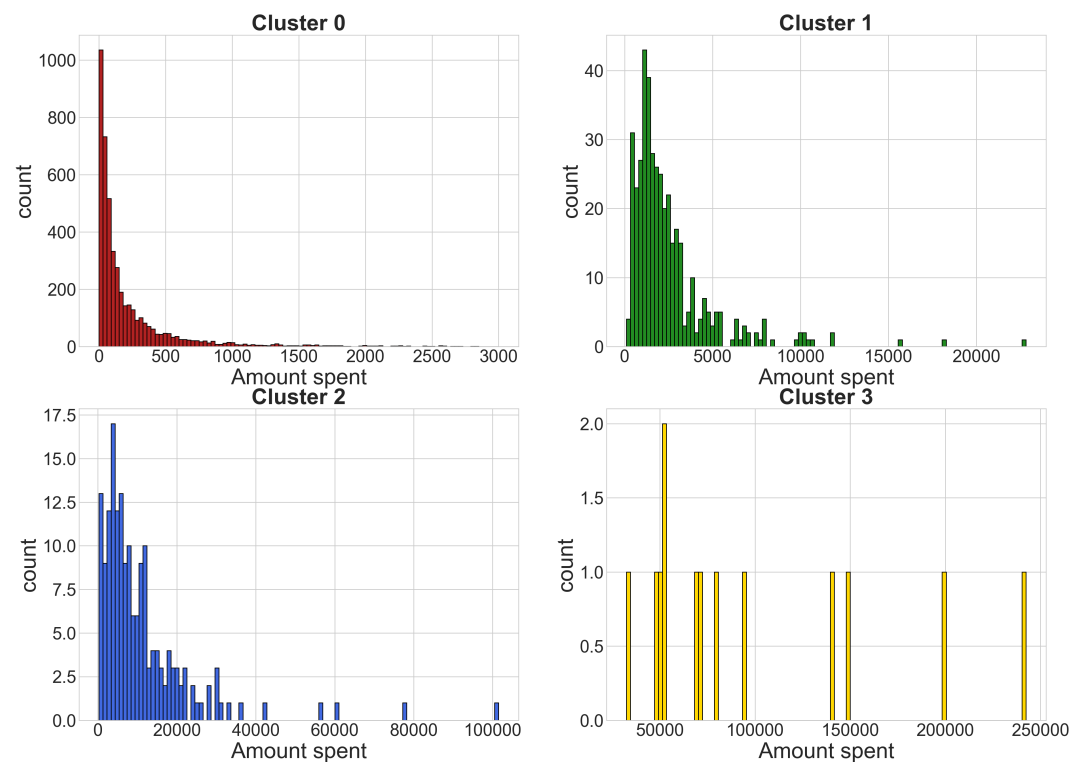 Cluster 0
1000
800
600
400
200
0
count
0 500 1000 1500 2000 2500 3000
Amount spent
Cluster 1
40
30
20
10
0
count
0 5000 10000 15000 20000
Amount spent
Cluster 2
17.5
15.0
12.5
10.0
7.5
5.0
2.5
0.0
count
0 20000 40000 60000 80000 100000
Amount spent
Cluster 3
2.0
1.5
1.0
0.5
0.0
count
50000 100000 150000 200000 250000
Amount spent